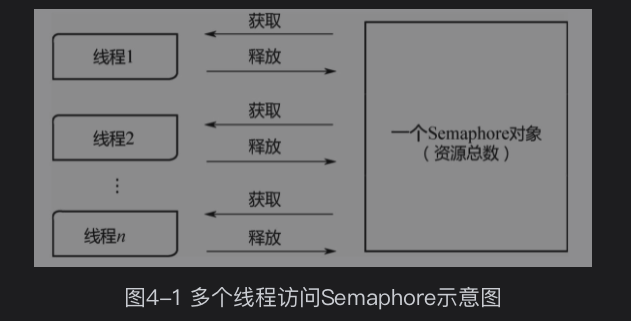 线程1
获取
释放
线程2
获取
释放
⋮
线程n
获取
释放
一个Semaphore对象
（资源总数）
图4-1 多个线程访问Semaphore示意图